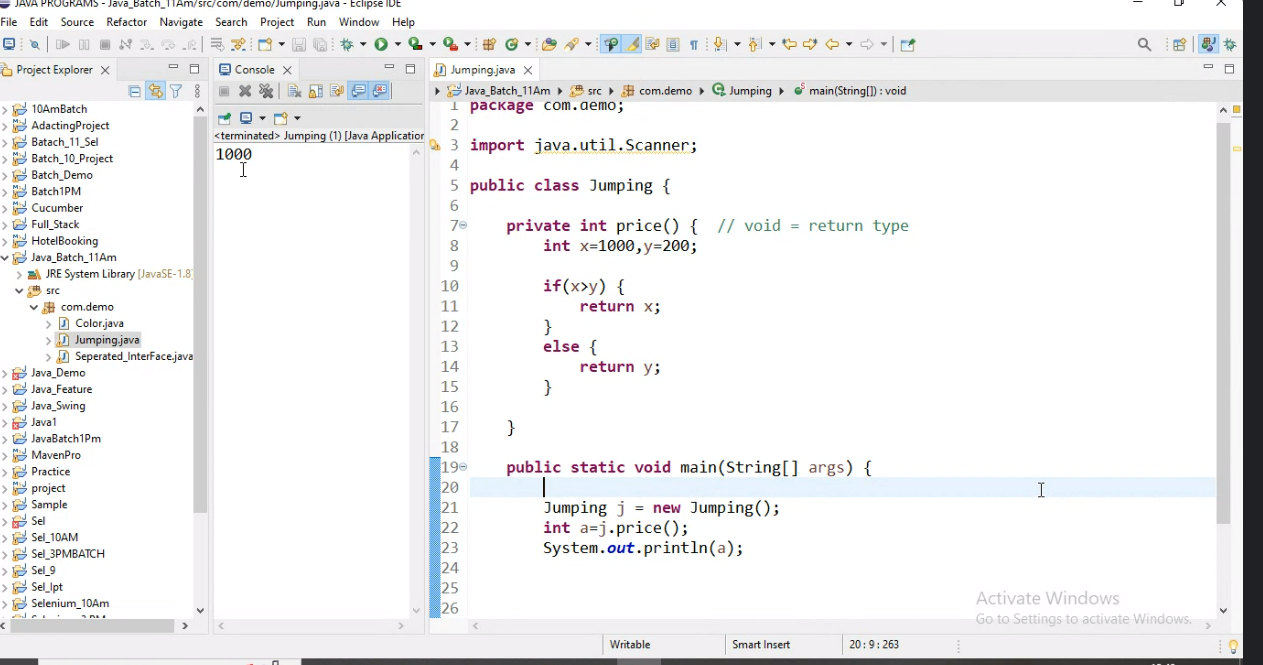 JAVA PROGRAMS - Java_Batch_11Am/src/com/demo/Jumping.java - Eclipse IDE
File Edit Source Refactor Navigate Search Project Run Window Help
Project Explorer
10AmBatch
AdactingProject
Batach_11_Sel
Batch_10_Project
Batch_Demo
Batch1PM
Cucumber
Full_Stack
HotelBooking
Java_Batch_11Am
JRE System Library [JavaSE-1.8]
src
com.demo
Color.java
Jumping.java
Seperated_InterFace.java
Java_Demo
Java_Feature
Java_Swing
Java1
JavaBatch1Pm
MavenPro
Practice
project
Sample
Sel
Sel_10AM
Sel_3PMBATCH
Sel_9
Sel_Ipt
Selenium_10Am
Console
<terminated> Jumping (1) [Java Application
1000
Jumping.java
Java_Batch_11Am src com.demo Jumping main(String[]) : void
1 package com.demo;
2
3 import java.util.Scanner;
4
5 public class Jumping {
6
7 private int price() { // void = return type
8 int x=1000,y=200;
9
10 if(x>y) {
11 return x;
12 }
13 else {
14 return y;
15 }
16
17 }
18
19 public static void main(String[] args) {
20
21 Jumping j = new Jumping();
22 int a=j.price();
23 System.out.println(a);
24
25
26
Activate Windows
Go to Settings to activate Windows.
Writable Smart Insert 20 : 9 : 263